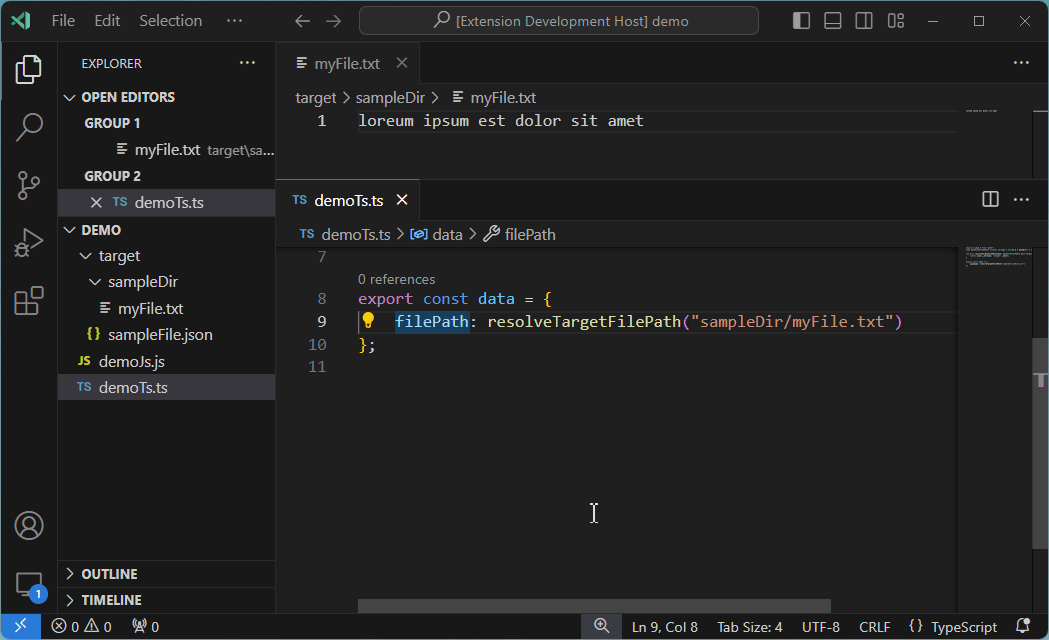 File Edit Selection ···
[Extension Development Host] demo
EXPLORER ···
OPEN EDITORS
GROUP 1
myFile.txt target\sa...
GROUP 2
TS demoTs.ts
DEMO
target
sampleDir
myFile.txt
{} sampleFile.json
JS demoJs.js
TS demoTs.ts
OUTLINE
TIMELINE
myFile.txt
target > sampleDir > myFile.txt
1 loreum ipsum est dolor sit amet
TS demoTs.ts
TS demoTs.ts > data > filePath
7
0 references
8 export const data = {
9 filePath: resolveTargetFilePath("sampleDir/myFile.txt")
10 };
11
1
0 0 0
Ln 9, Col 8 Tab Size: 4 UTF-8 CRLF {} TypeScript